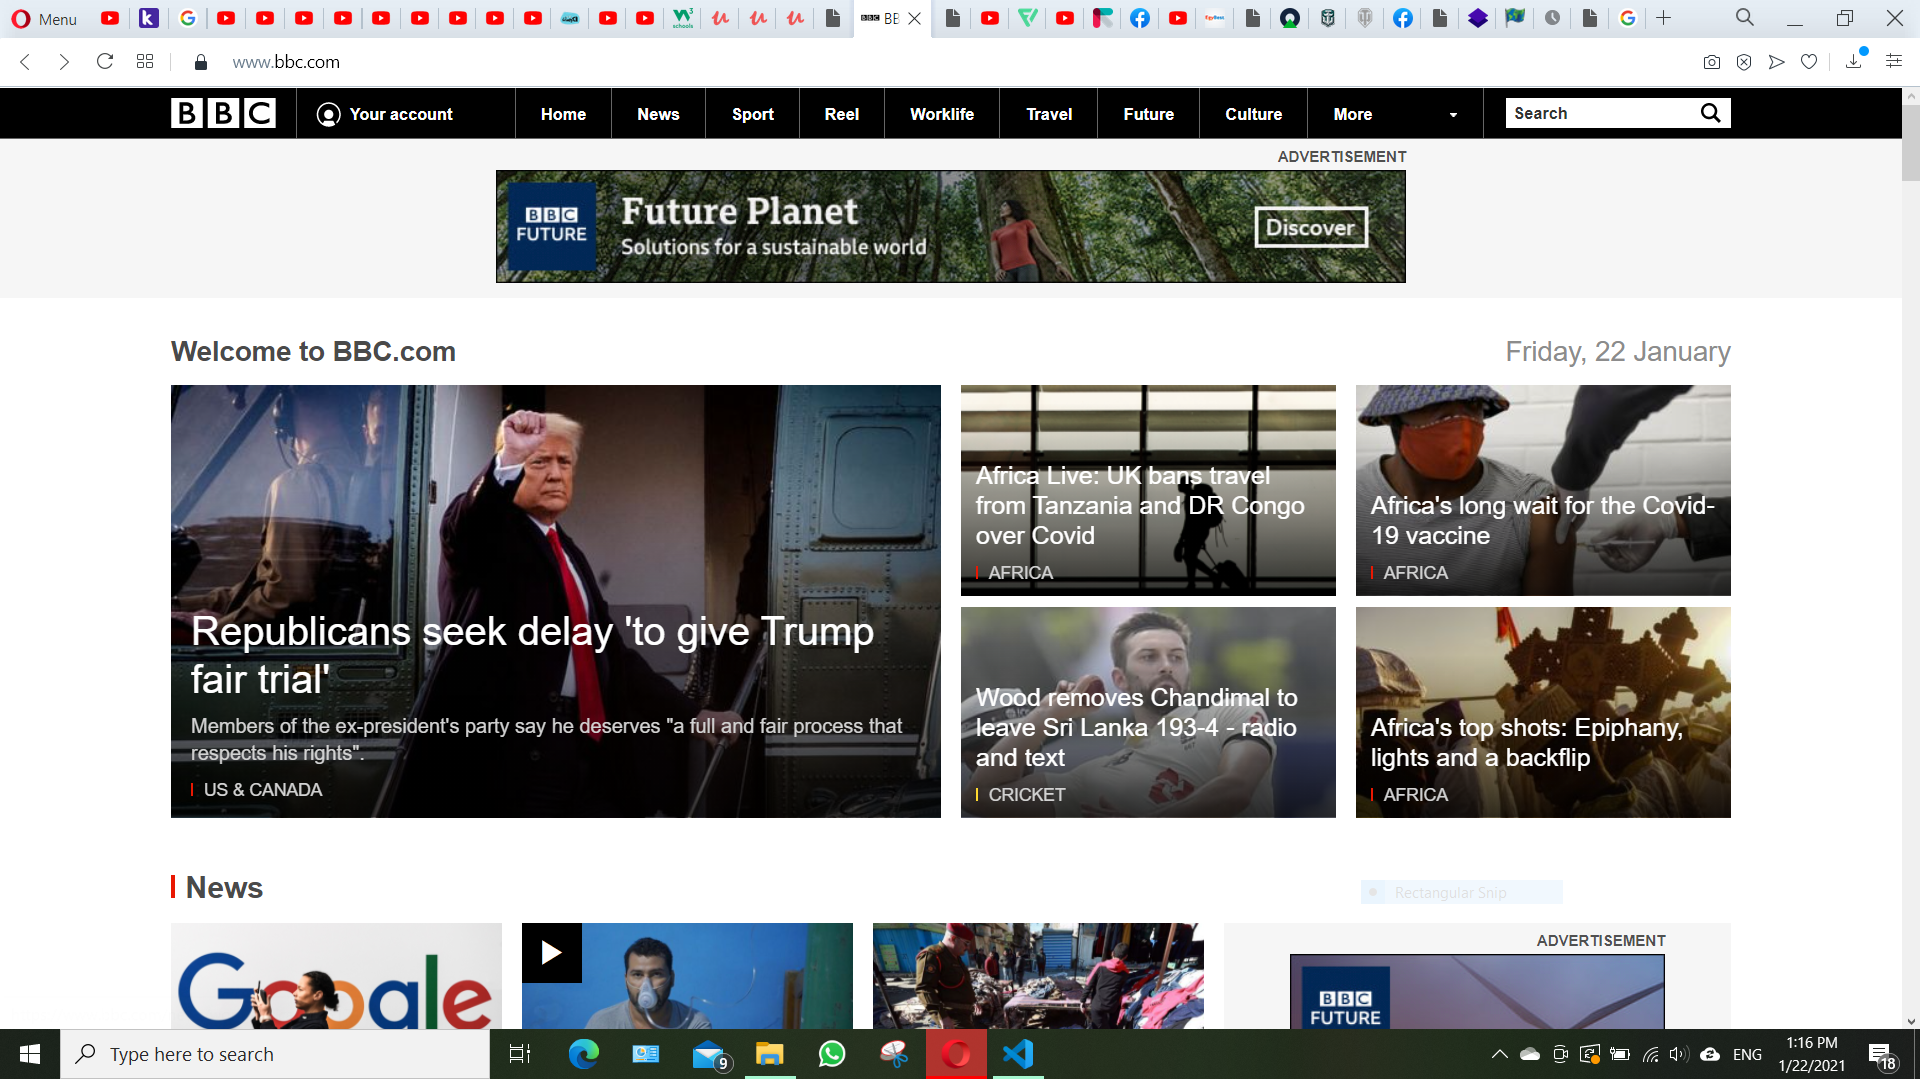 Menu
BB
www.bbc.com
BBC
Your account
Home
News
Sport
Reel
Worklife
Travel
Future
Culture
More
Search
ADVERTISEMENT
BBC
FUTURE
Future Planet
Solutions for a sustainable world
Discover
Welcome to BBC.com
Friday, 22 January
Republicans seek delay 'to give Trump
fair trial'
Members of the ex-president's party say he deserves "a full and fair process that
respects his rights".
US & CANADA
Africa Live: UK bans travel
from Tanzania and DR Congo
over Covid
AFRICA
Africa's long wait for the Covid-
19 vaccine
AFRICA
Wood removes Chandimal to
leave Sri Lanka 193-4 - radio
and text
CRICKET
Africa's top shots: Epiphany,
lights and a backflip
AFRICA
News
Rectangular Snip
Google
ADVERTISEMENT
BBC
FUTURE
Type here to search
9
ENG
1:16 PM
1/22/2021
18